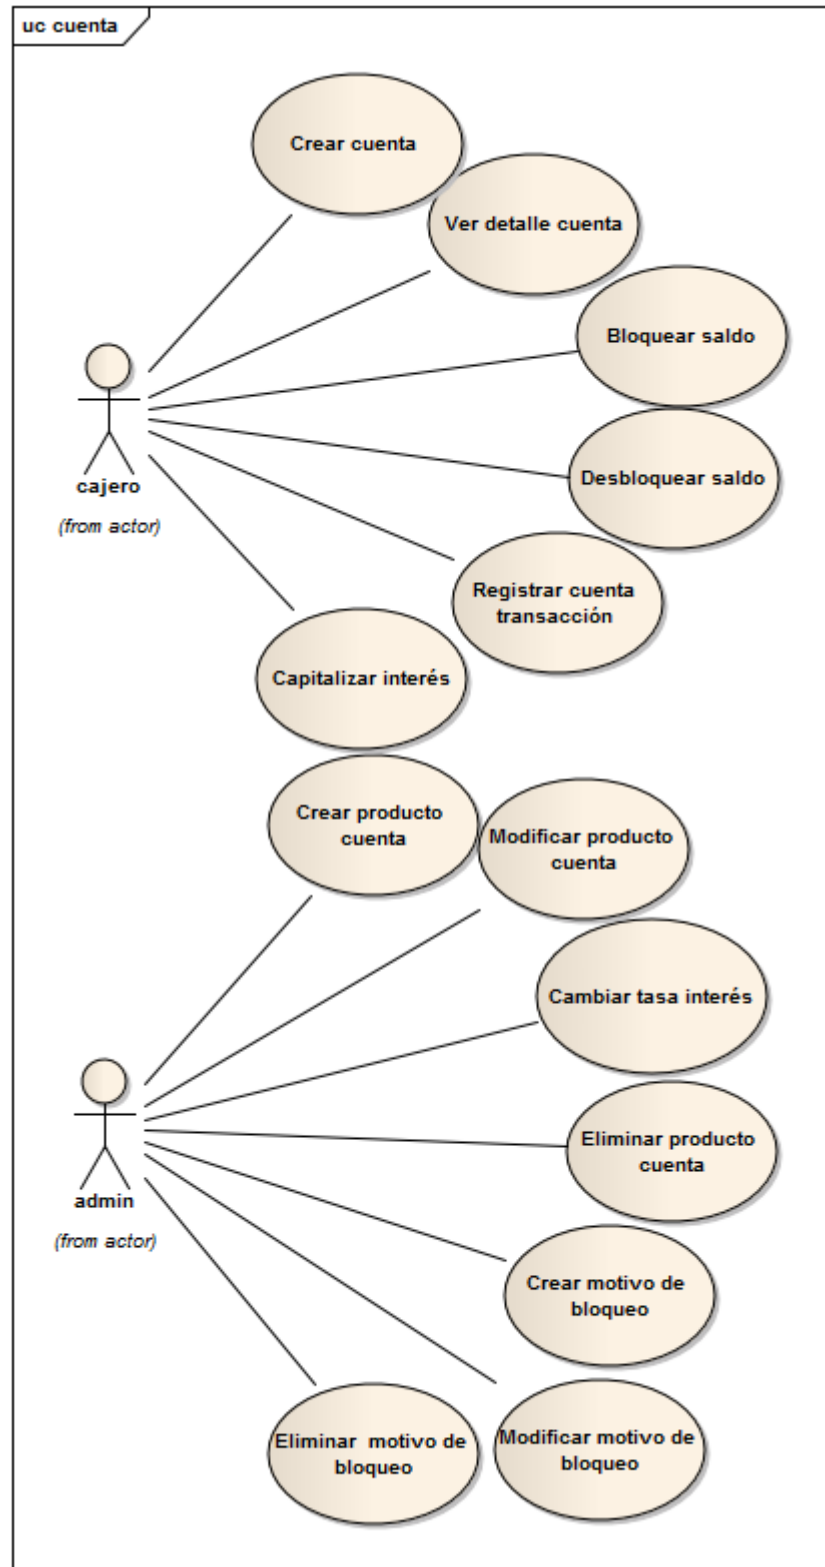 uc cuenta
Crear cuenta
Ver detalle cuenta
Bloquear saldo
cajero
(from actor)
Desbloquear saldo
Registrar cuenta
transacción
Capitalizar interés
Crear producto
cuenta
Modificar producto
cuenta
Cambiar tasa interés
admin
(from actor)
Eliminar producto
cuenta
Crear motivo de
bloqueo
Eliminar motivo de
bloqueo
Modificar motivo de
bloqueo